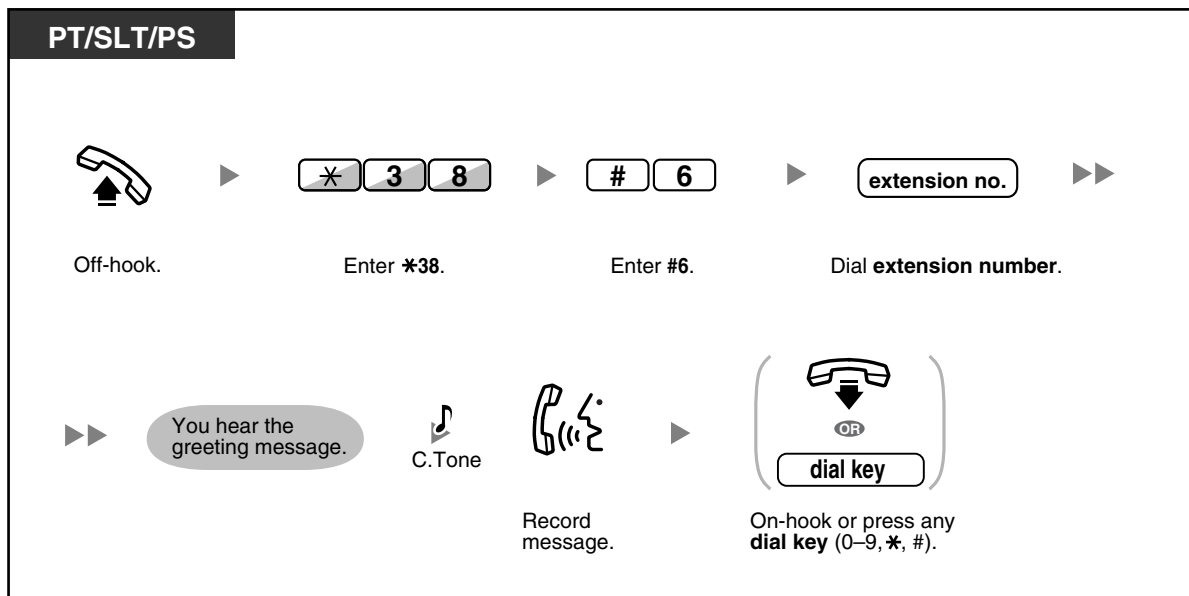 PT/SLT/PS
* 3 8
# 6
extension no.
Off-hook.
Enter *38.
Enter #6.
Dial extension number.
You hear the
greeting message.
C.Tone
OR
dial key
Record
message.
On-hook or press any
dial key (0–9, *, #).